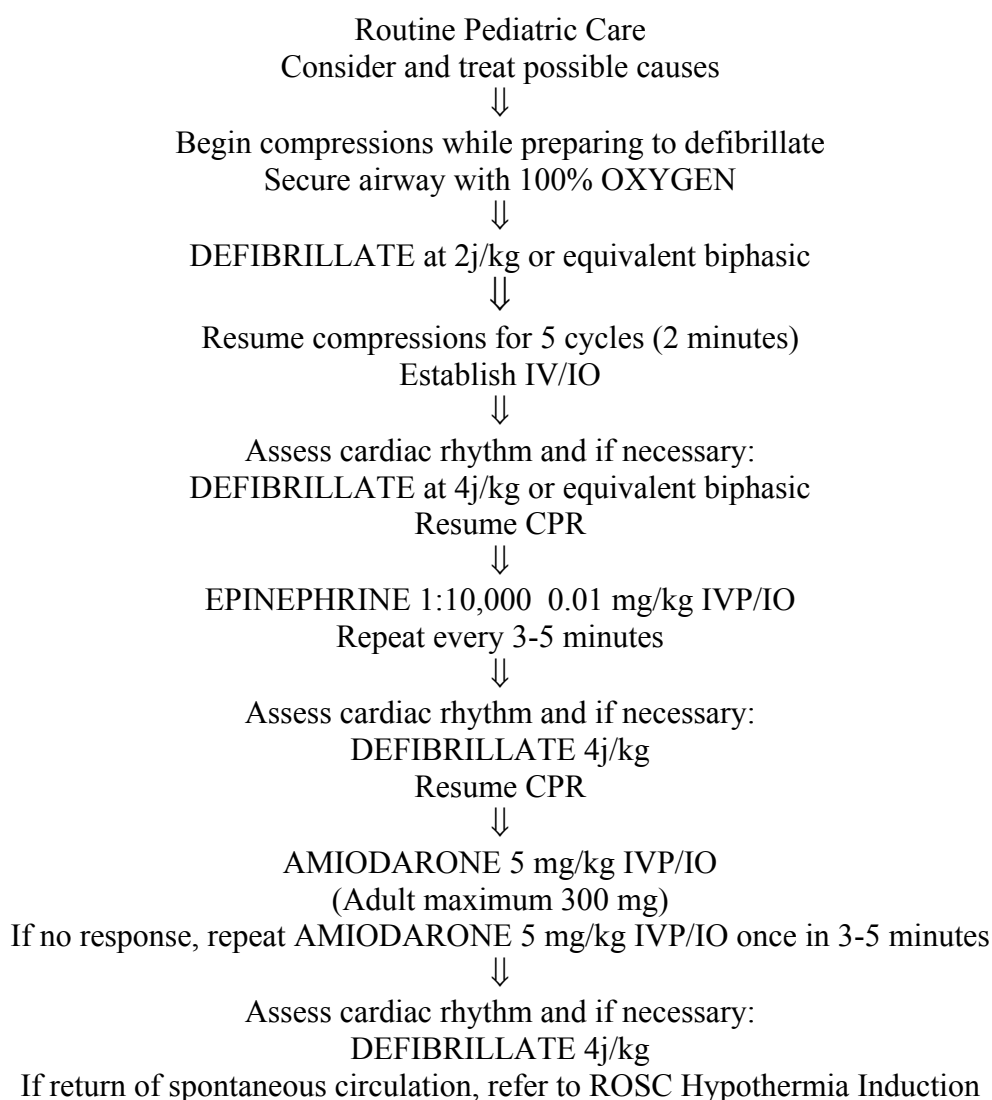 Routine Pediatric Care
Consider and treat possible causes
⇓
Begin compressions while preparing to defibrillate
Secure airway with 100% OXYGEN
⇓
DEFIBRILLATE at 2j/kg or equivalent biphasic
⇓
Resume compressions for 5 cycles (2 minutes)
Establish IV/IO
⇓
Assess cardiac rhythm and if necessary:
DEFIBRILLATE at 4j/kg or equivalent biphasic
Resume CPR
⇓
EPINEPHRINE 1:10,000  0.01 mg/kg IVP/IO
Repeat every 3-5 minutes
⇓
Assess cardiac rhythm and if necessary:
DEFIBRILLATE 4j/kg
Resume CPR
⇓
AMIODARONE 5 mg/kg IVP/IO
(Adult maximum 300 mg)
If no response, repeat AMIODARONE 5 mg/kg IVP/IO once in 3-5 minutes
⇓
Assess cardiac rhythm and if necessary:
DEFIBRILLATE 4j/kg
If return of spontaneous circulation, refer to ROSC Hypothermia Induction